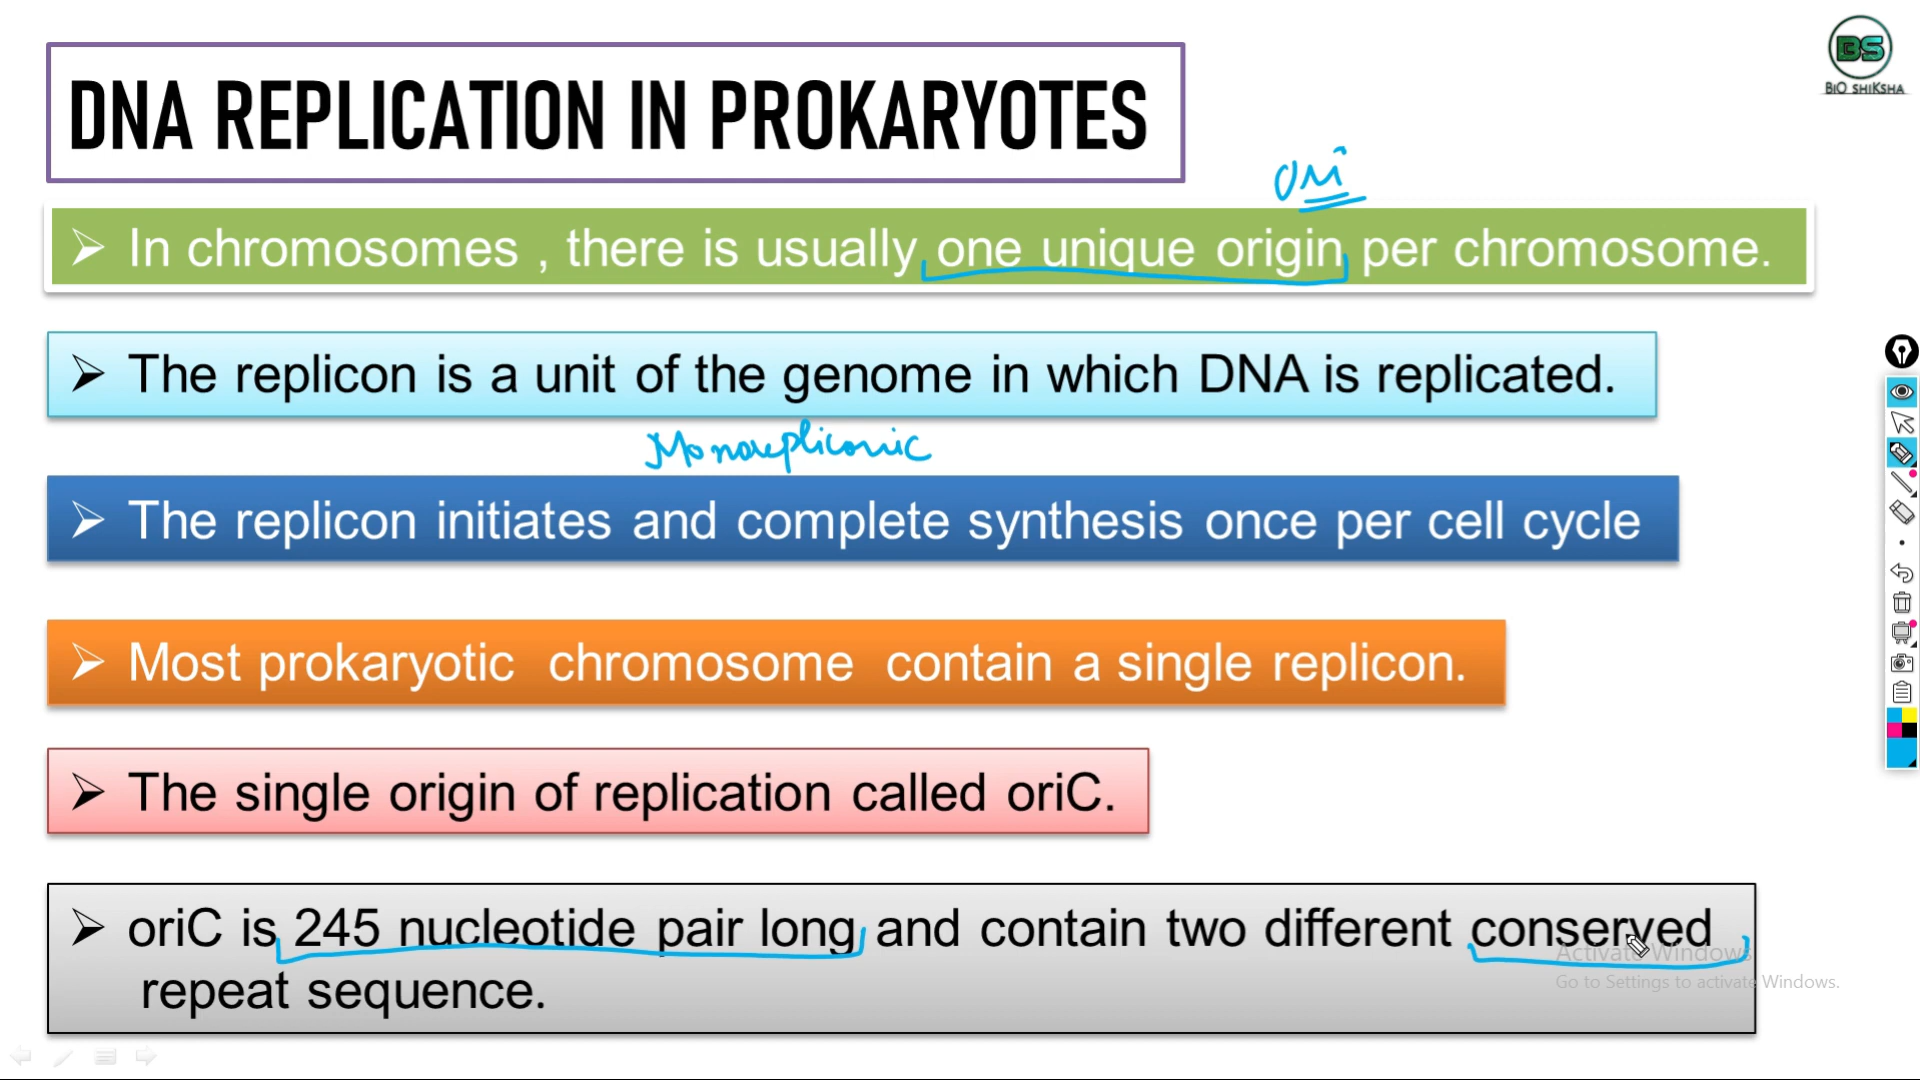 BS
BIO SHIKSHA
DNA REPLICATION IN PROKARYOTES
Ori
➢ In chromosomes , there is usually one unique origin per chromosome.
➢ The replicon is a unit of the genome in which DNA is replicated.
Monorepliconic
➢ The replicon initiates and complete synthesis once per cell cycle
➢ Most prokaryotic chromosome contain a single replicon.
➢ The single origin of replication called oriC.
➢ oriC is 245 nucleotide pair long and contain two different conserved
repeat sequence.
Activate Windows
Go to Settings to activate Windows.